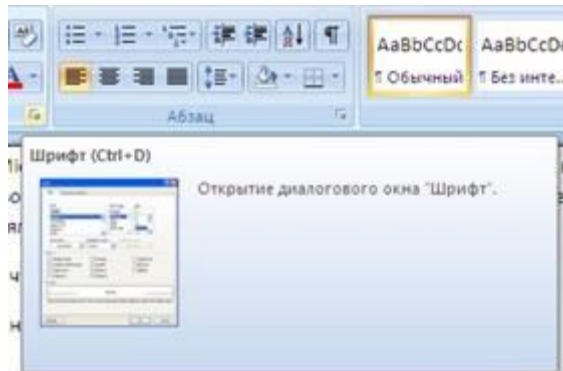 AaBbCcDc AaBbCcDc
¶ Обычный ¶ Без инте...
Абзац
Шрифт (Ctrl+D)
Открытие диалогового окна "Шрифт".